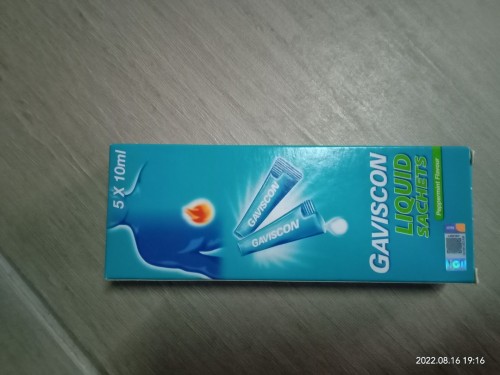 GAVISCON
LIQUID
SACHETS
Peppermint Flavour
GAVISCON
GAVISCON
5 X 10ml
2022.08.16 19:16